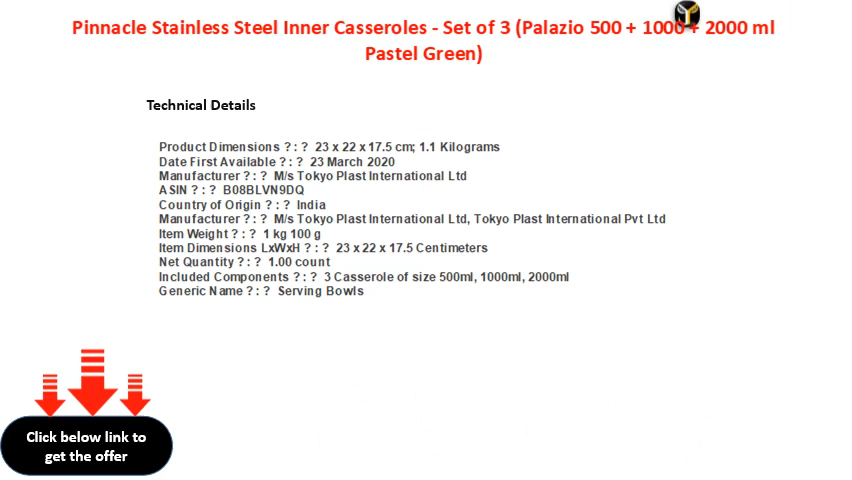 Pinnacle Stainless Steel Inner Casseroles - Set of 3 (Palazio 500 + 1000 + 2000 ml
Pastel Green)
Technical Details
Product Dimensions ? : ? 23 x 22 x 17.5 cm; 1.1 Kilograms
Date First Available ? : ? 23 March 2020
Manufacturer ? : ? M/s Tokyo Plast International Ltd
ASIN ? : ? B08BLVN9DQ
Country of Origin ? : ? India
Manufacturer ? : ? M/s Tokyo Plast International Ltd, Tokyo Plast International Pvt Ltd
Item Weight ? : ? 1 kg 100 g
Item Dimensions LxWxH ? : ? 23 x 22 x 17.5 Centimeters
Net Quantity ? : ? 1.00 count
Included Components ? : ? 3 Casserole of size 500ml, 1000ml, 2000ml
Generic Name ? : ? Serving Bowls
Click below link to
get the offer